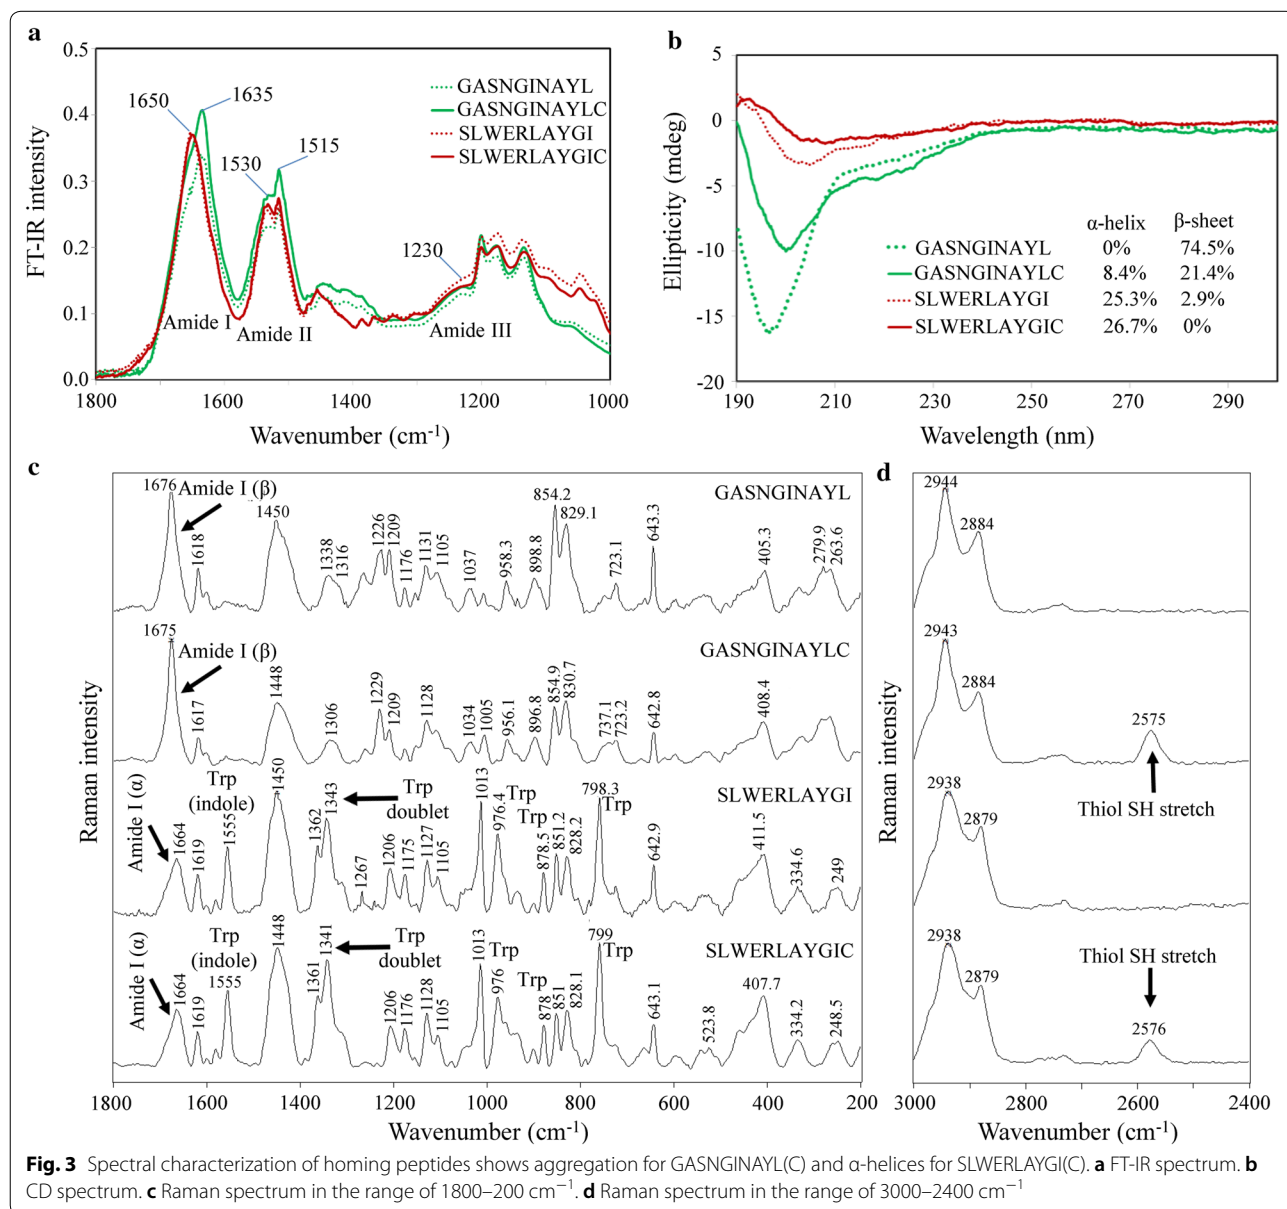 a
0.5
0.4
0.3
0.2
0.1
0.0
FT-IR intensity
1650
1635
1530
1515
1230
GASNGINAYL
GASNGINAYLC
SLWERLAYGI
SLWERLAYGIC
Amide I
Amide II
Amide III
1800 1600 1400 1200 1000
Wavenumber (cm-1)
b
5
0
-5
-10
-15
-20
Ellipticity (mdeg)
α-helix β-sheet
GASNGINAYL 0% 74.5%
GASNGINAYLC 8.4% 21.4%
SLWERLAYGI 25.3% 2.9%
SLWERLAYGIC 26.7% 0%
190 210 230 250 270 290
Wavelength (nm)
c
Raman intensity
GASNGINAYL
Amide I (β)
1676 1618 1450 1338 1316 1226 1209 1176 1131 1105 1037 958.3 898.8 854.2 829.1 723.1 643.3 405.3 279.9 263.6
GASNGINAYLC
Amide I (β)
1675 1617 1448 1306 1229 1209 1128 1034 1005 956.1 896.8 854.9 830.7 737.1 723.2 642.8 408.4
SLWERLAYGI
Amide I (α)
Trp
(indole)
Trp
doublet
Trp
Trp
Trp
1664 1619 1555 1450 1362 1343 1267 1206 1175 1127 1105 1013 976.4 878.5 851.2 828.2 798.3 642.9 411.5 334.6 249
SLWERLAYGIC
Amide I (α)
Trp
(indole)
Trp
doublet
Trp
Trp
Trp
1664 1619 1555 1448 1361 1341 1206 1176 1128 1105 1013 976 878 851 828.1 799 643.1 523.8 407.7 334.2 248.5
1800 1600 1400 1200 1000 800 600 400 200
Wavenumber (cm-1)
d
Raman intensity
2944 2884
2943 2884 2575
Thiol SH stretch
2938 2879
2938 2879 2576
Thiol SH stretch
3000 2800 2600 2400
Wavenumber (cm-1)
Fig. 3 Spectral characterization of homing peptides shows aggregation for GASNGINAYL(C) and α-helices for SLWERLAYGI(C). a FT-IR spectrum. b
CD spectrum. c Raman spectrum in the range of 1800–200 cm−1. d Raman spectrum in the range of 3000–2400 cm−1